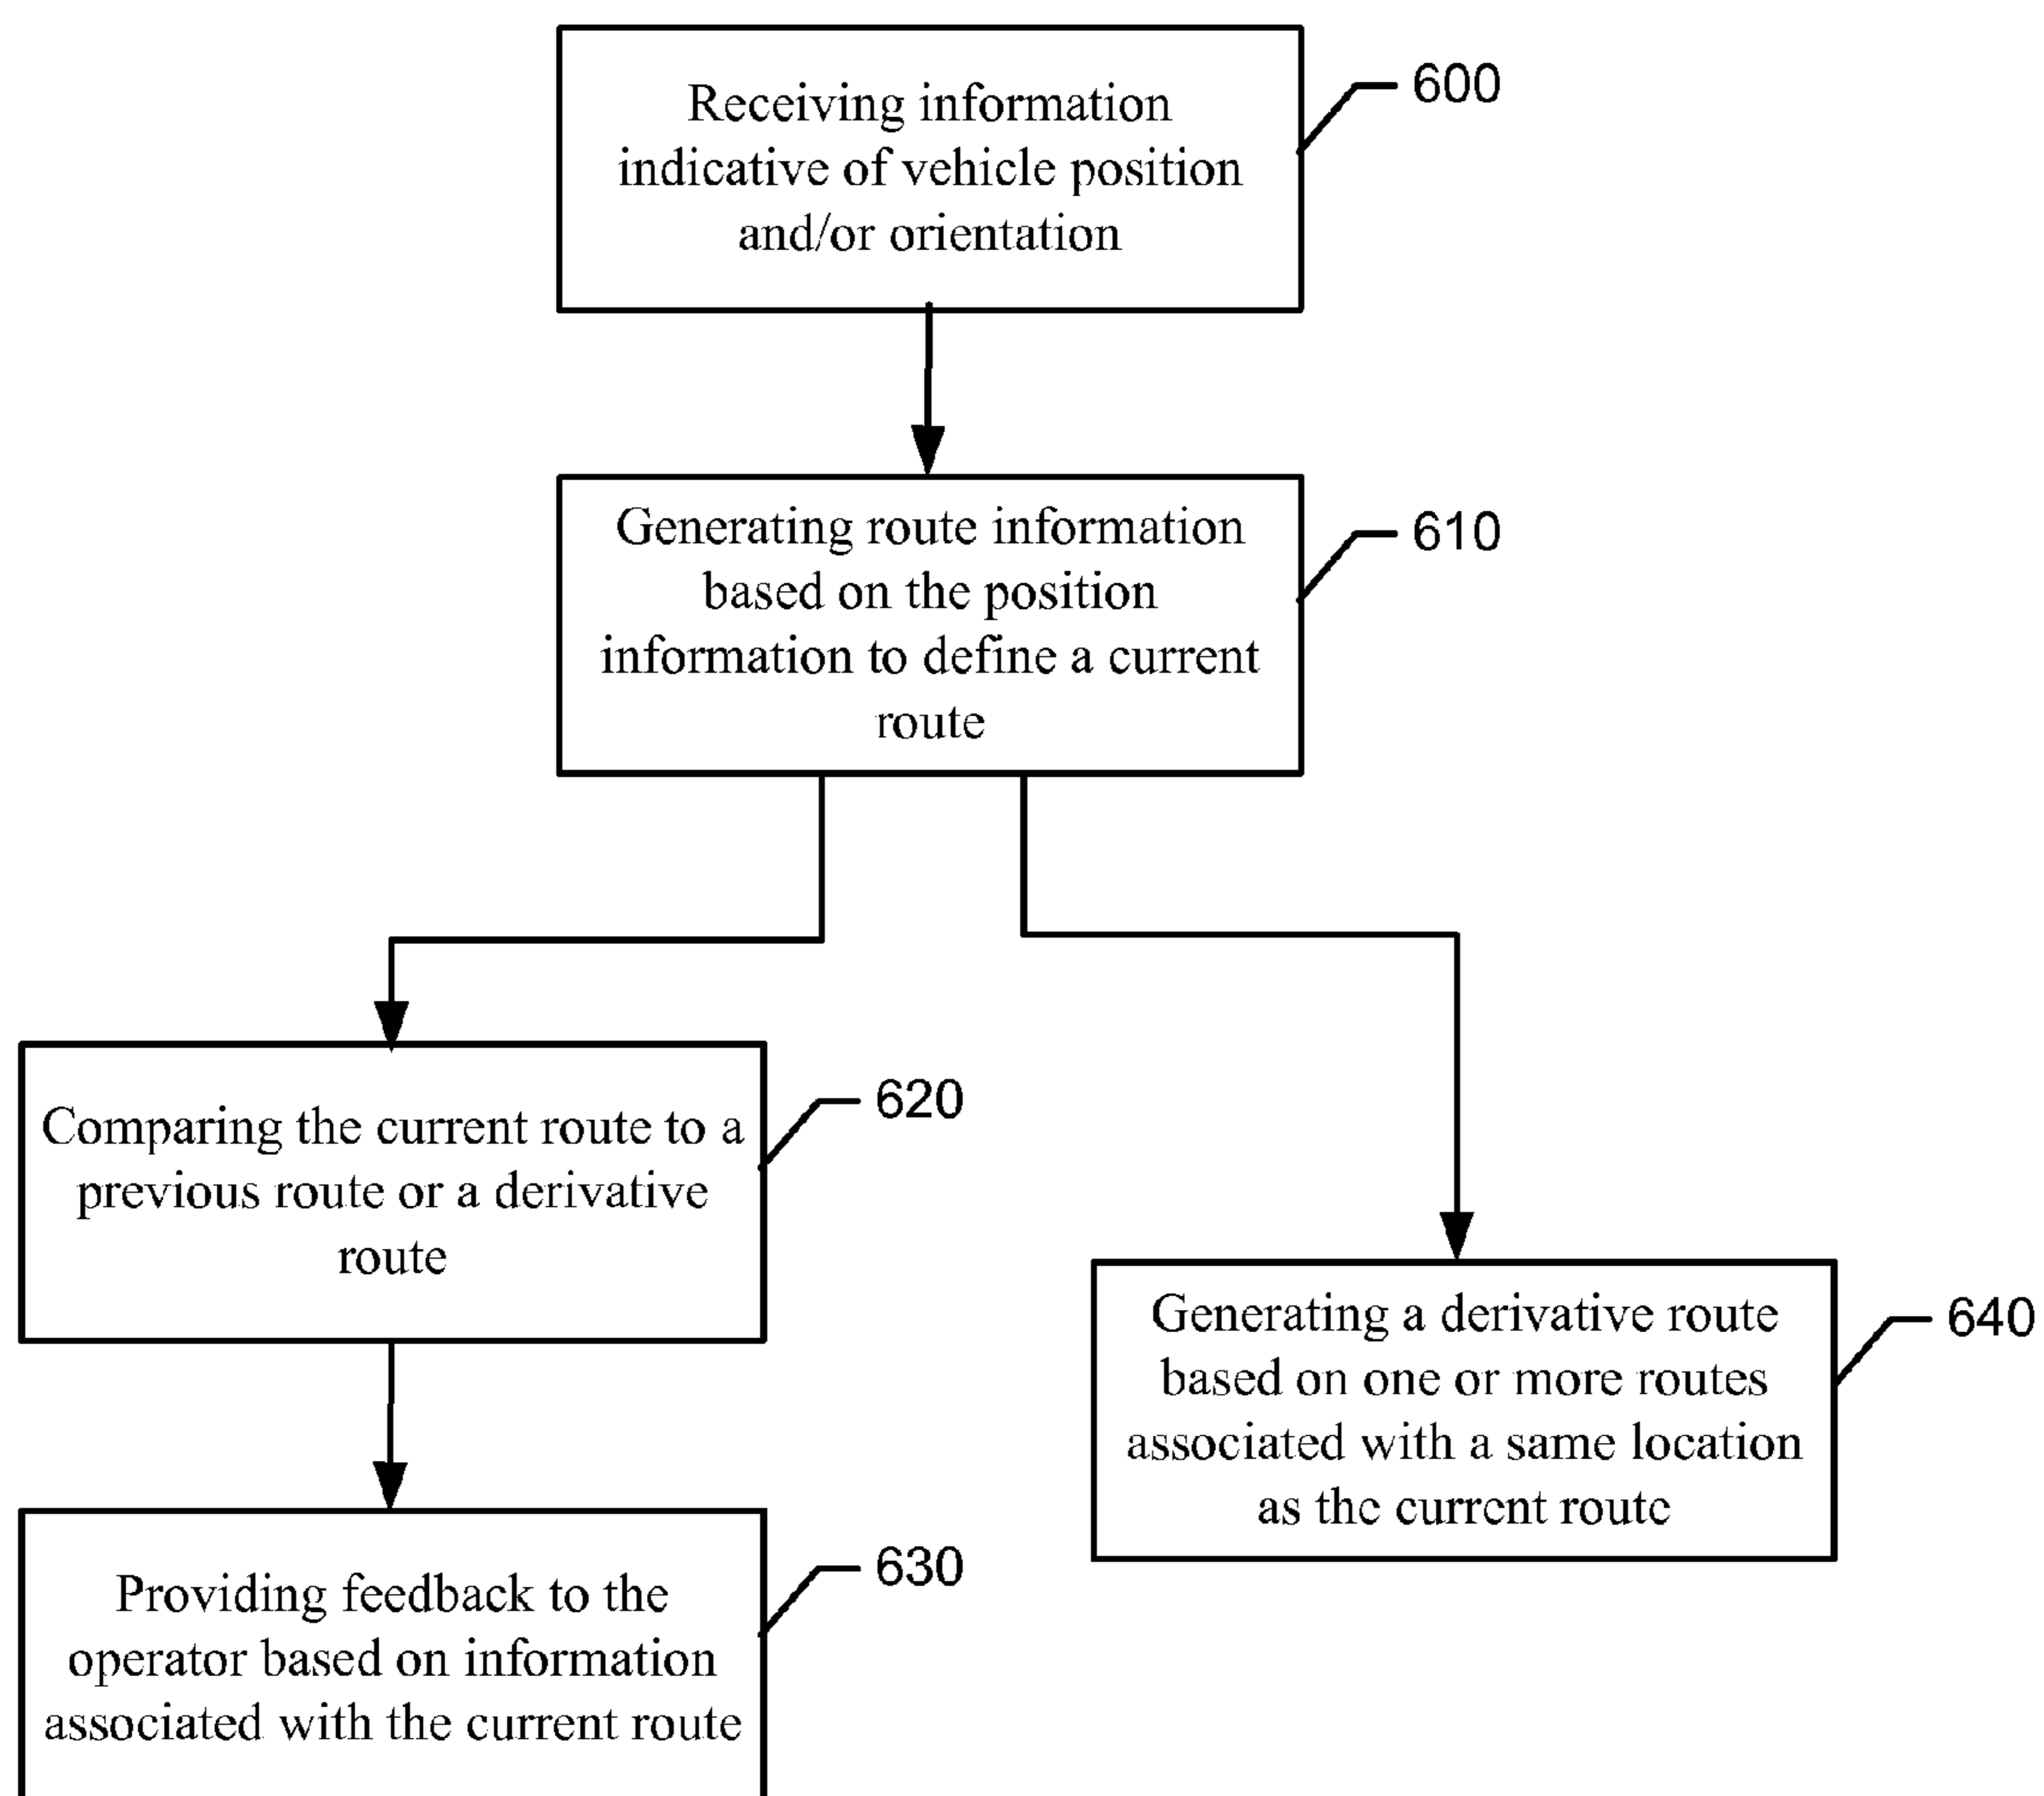 Receiving information
indicative of vehicle position
and/or orientation
600
Generating route information
based on the position
information to define a current
route
610
Comparing the current route to a
previous route or a derivative
route
620
Generating a derivative route
based on one or more routes
associated with a same location
as the current route
640
Providing feedback to the
operator based on information
associated with the current route
630